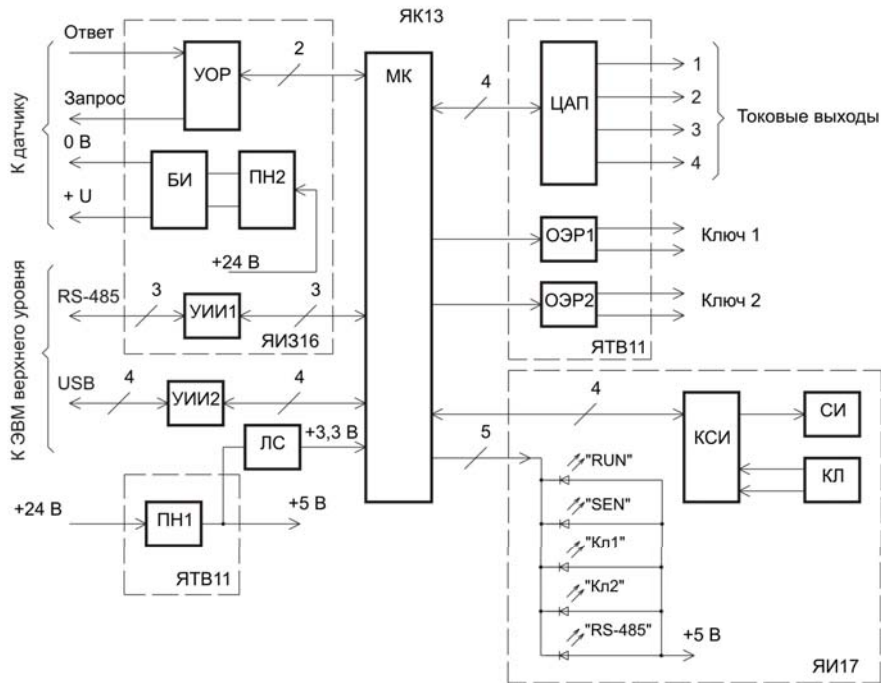 ЯК13
Ответ
2
УОР
МК
Запрос
К датчику
0 В
БИ
ПН2
+ U
+24 В
RS-485
3
УИИ1
3
ЯИЗ16
К ЭВМ верхнего уровня
USB
4
УИИ2
4
ЛС
+3,3 В
+24 В
ПН1
+5 В
ЯТВ11
4
ЦАП
1
2
3
4
Токовые выходы
ОЭР1
Ключ 1
ОЭР2
Ключ 2
ЯТВ11
4
КСИ
СИ
КЛ
5
"RUN"
"SEN"
"Кл1"
"Кл2"
"RS-485"
+5 В
ЯИ17